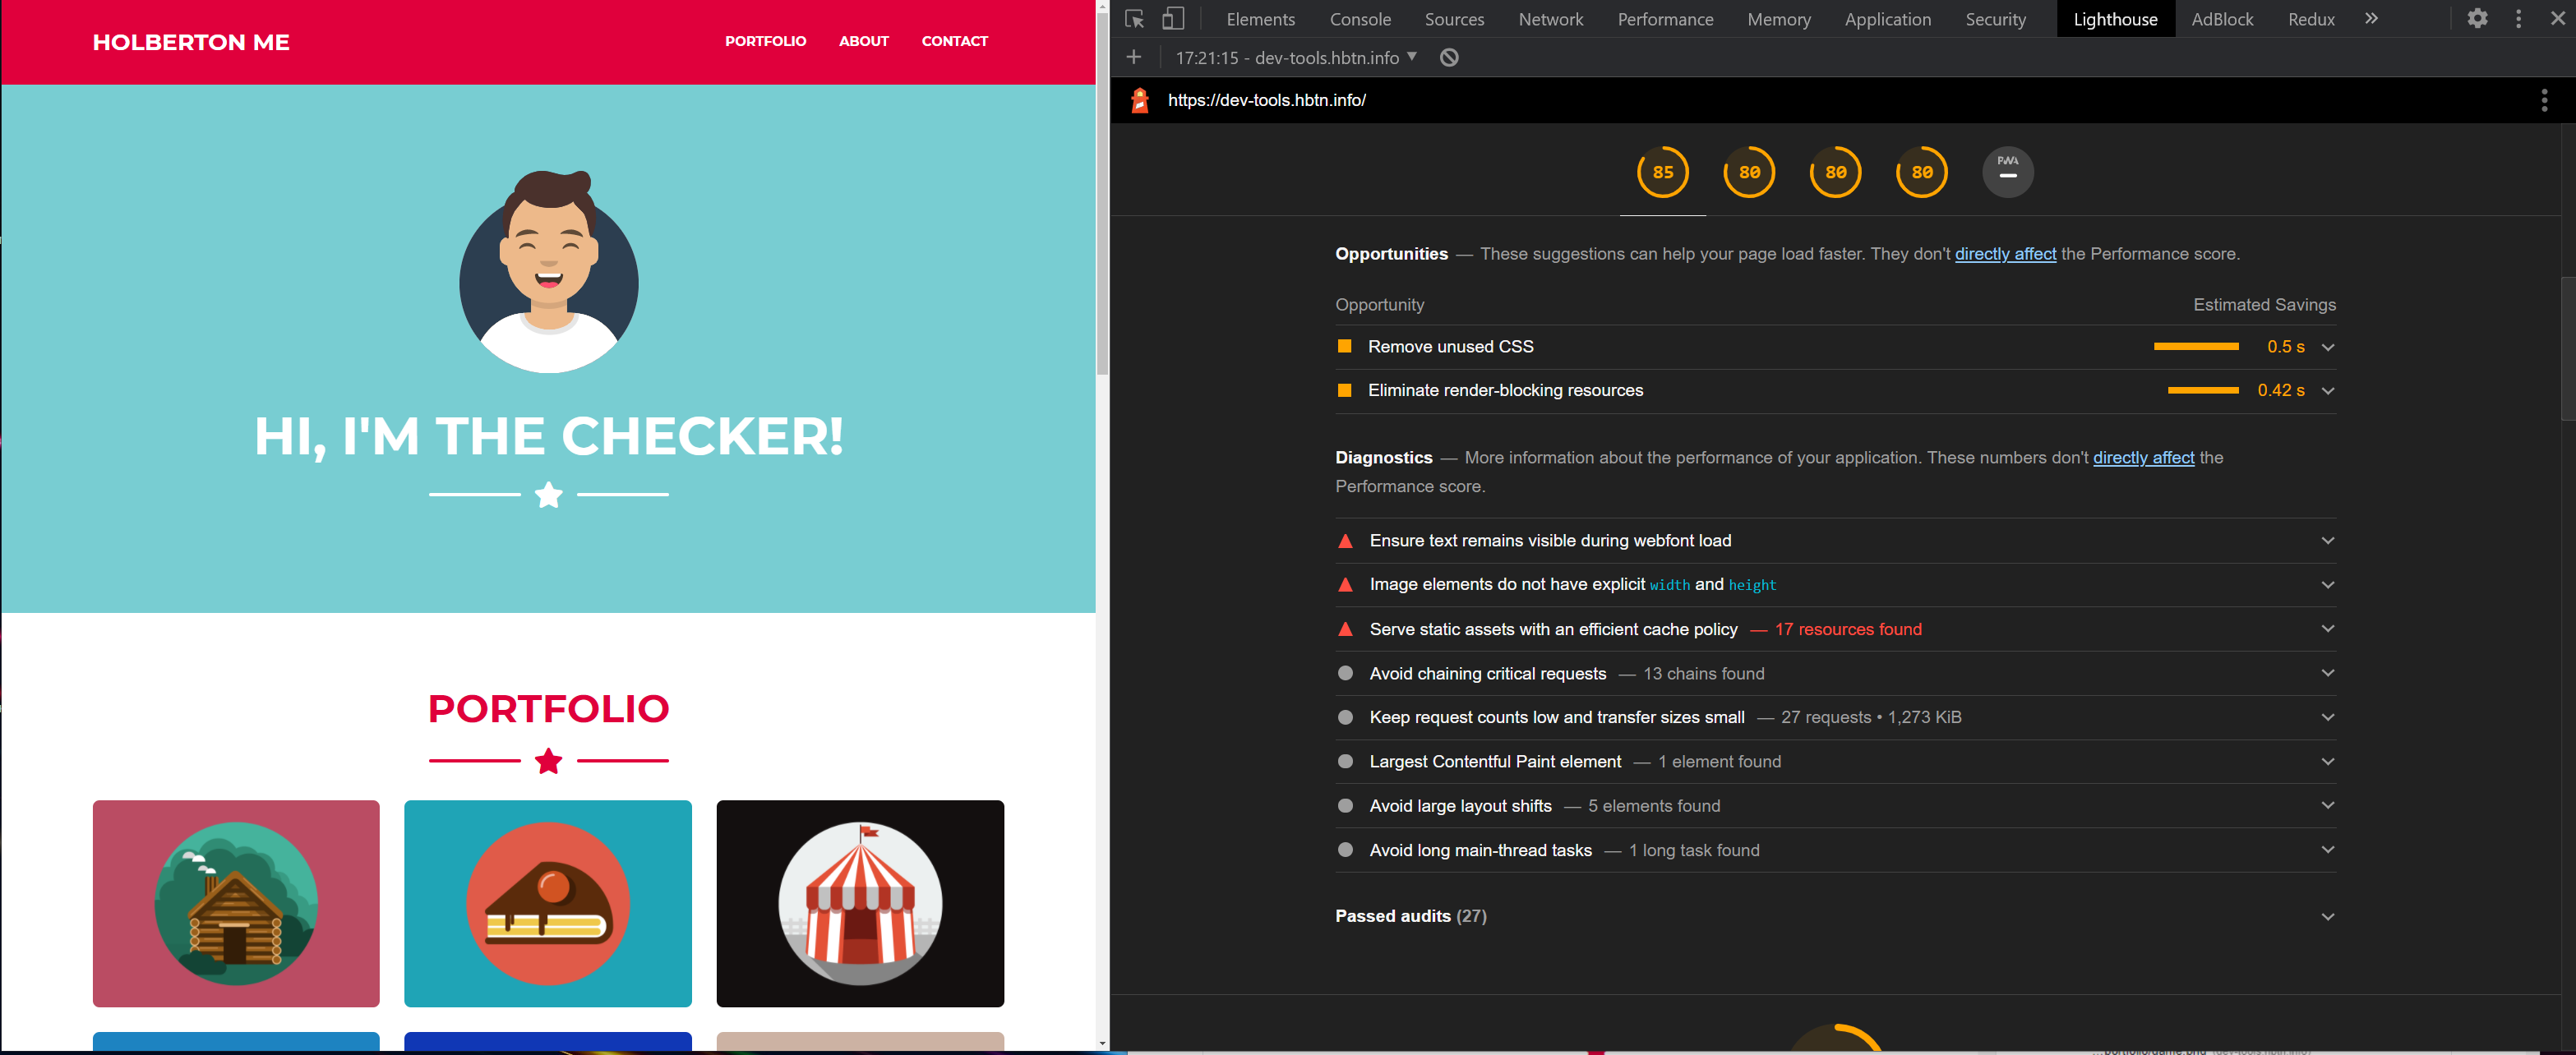 HOLBERTON ME
PORTFOLIO ABOUT CONTACT
HI, I'M THE CHECKER!
PORTFOLIO
Elements Console Sources Network Performance Memory Application Security Lighthouse AdBlock Redux
17:21:15 - dev-tools.hbtn.info
https://dev-tools.hbtn.info/
85 80 80 80 PWA
Opportunities — These suggestions can help your page load faster. They don't directly affect the Performance score.
Opportunity Estimated Savings
Remove unused CSS 0.5 s
Eliminate render-blocking resources 0.42 s
Diagnostics — More information about the performance of your application. These numbers don't directly affect the
Performance score.
Ensure text remains visible during webfont load
Image elements do not have explicit width and height
Serve static assets with an efficient cache policy — 17 resources found
Avoid chaining critical requests — 13 chains found
Keep request counts low and transfer sizes small — 27 requests • 1,273 KiB
Largest Contentful Paint element — 1 element found
Avoid large layout shifts — 5 elements found
Avoid long main-thread tasks — 1 long task found
Passed audits (27)